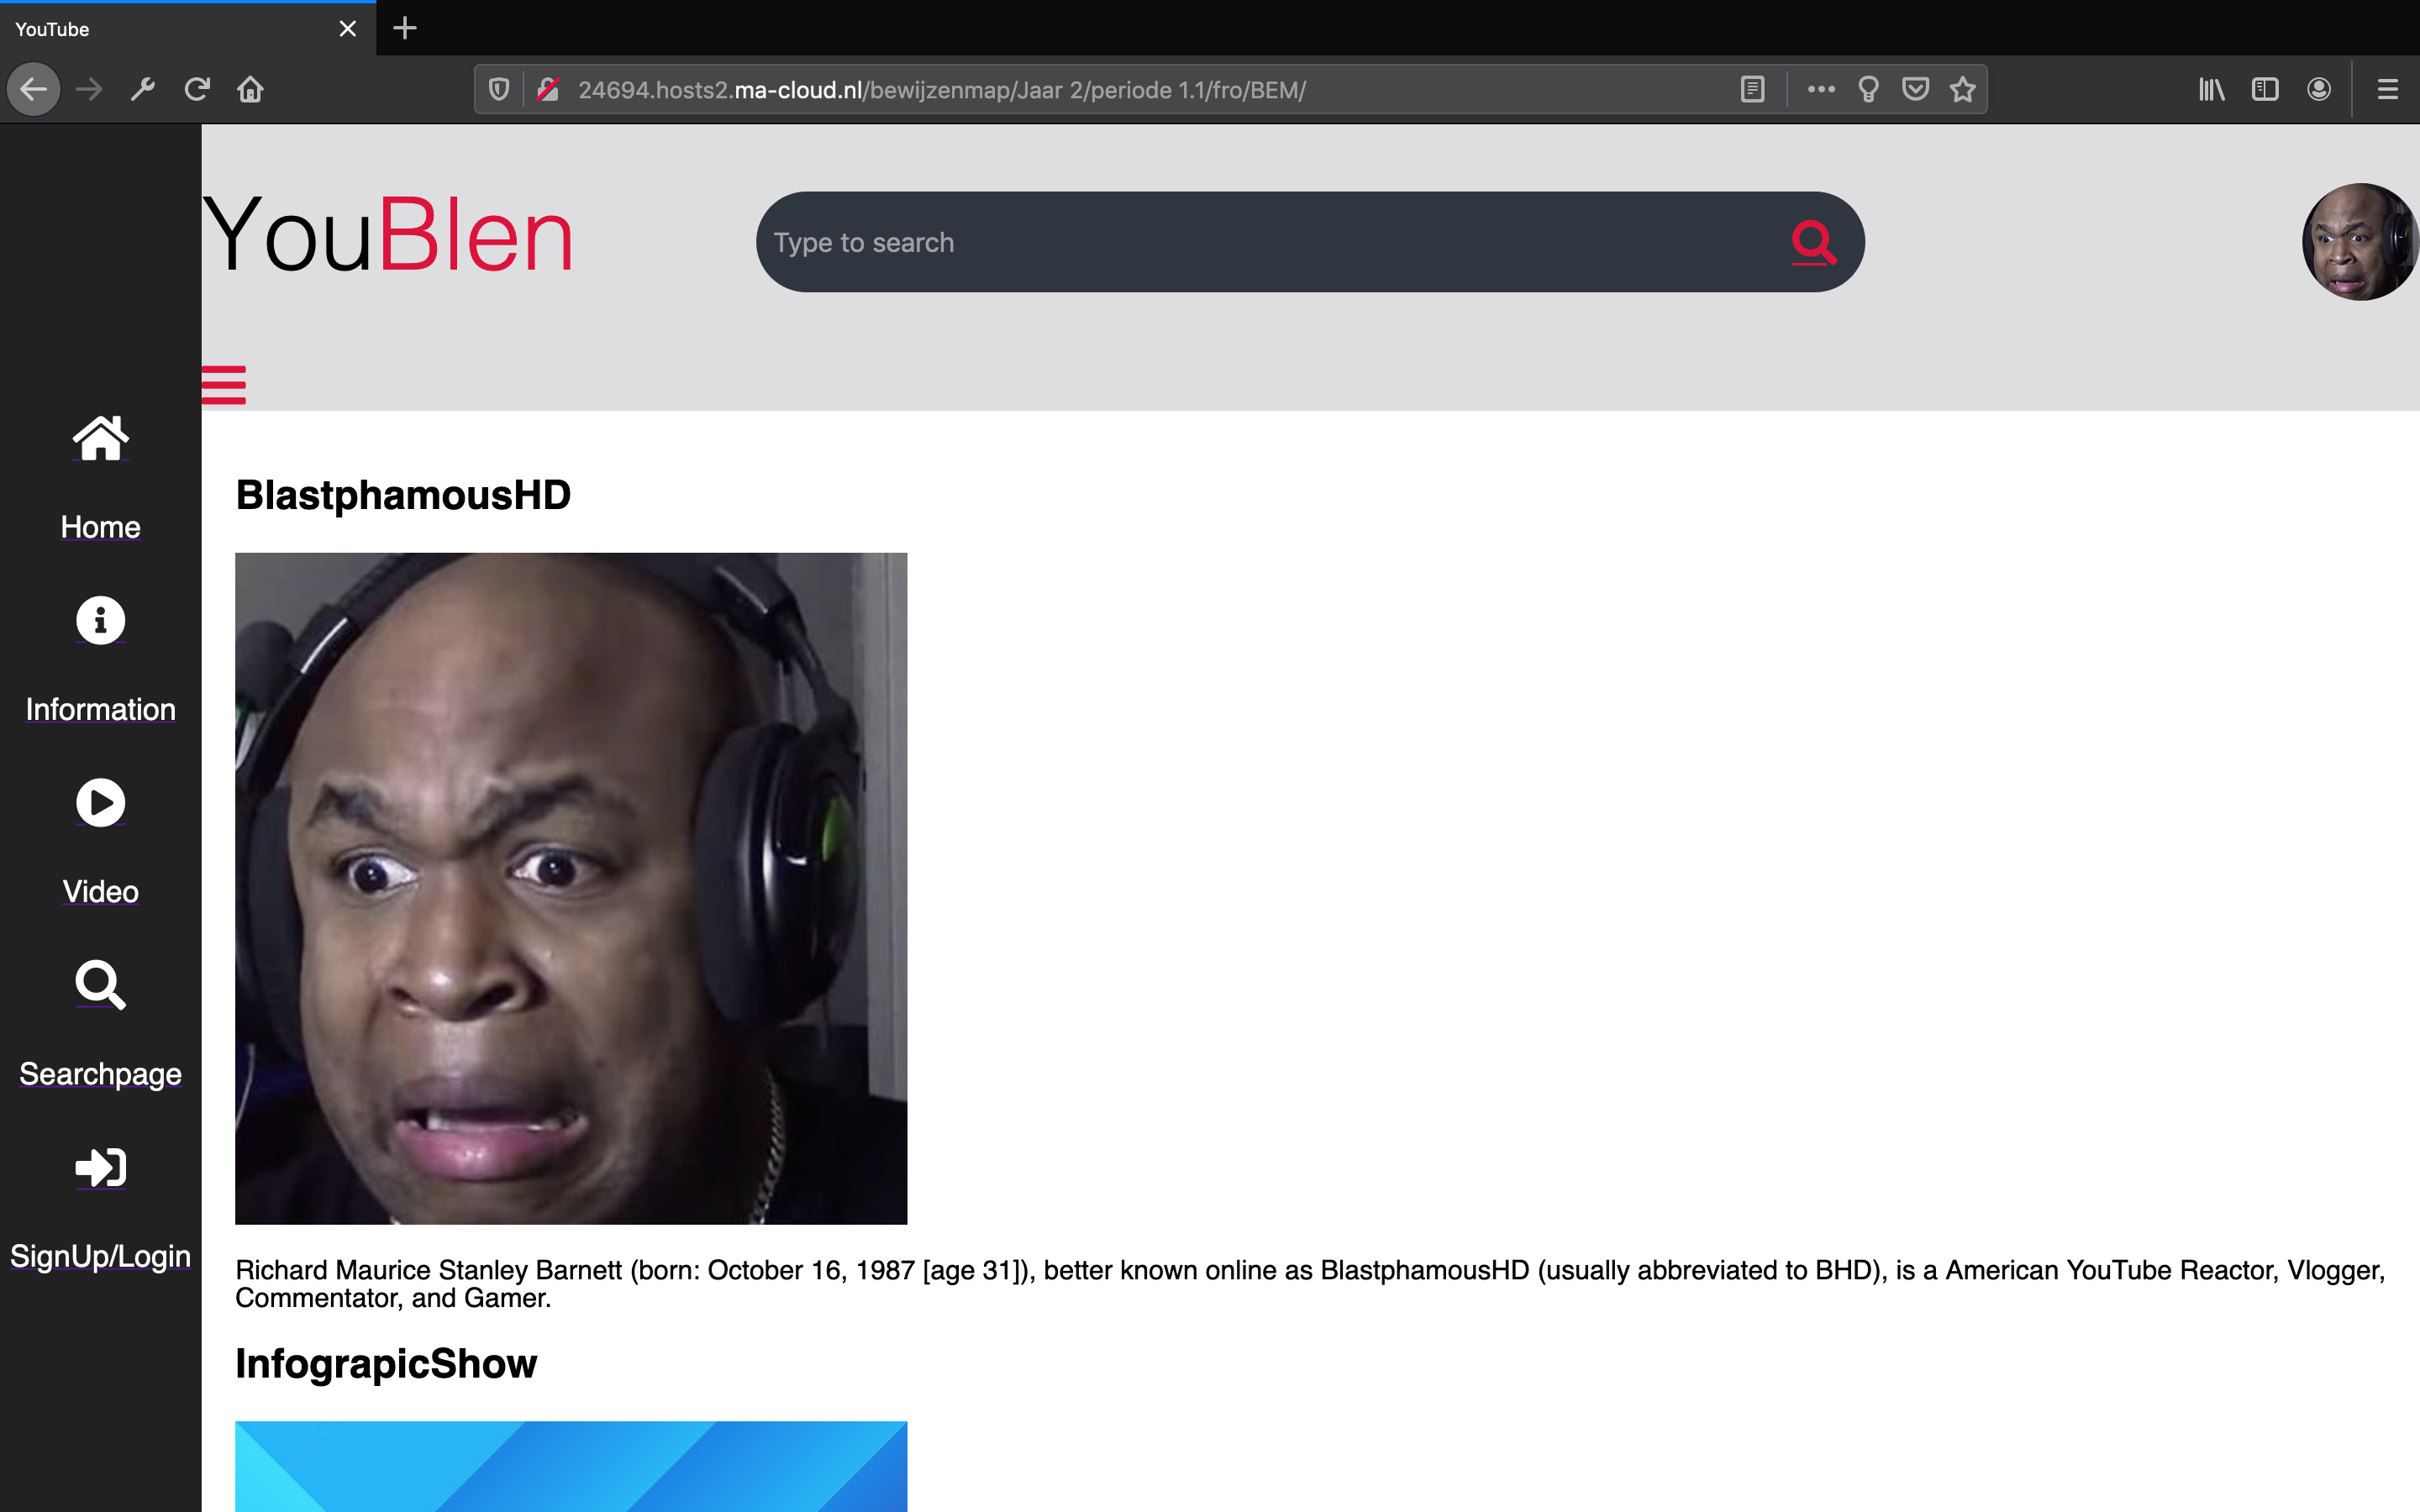 YouTube
24694.hosts2.ma-cloud.nl/bewijzenmap/Jaar 2/periode 1.1/fro/BEM/
YouBlen
Type to search
Home
Information
Video
Searchpage
SignUp/Login
BlastphamousHD
Richard Maurice Stanley Barnett (born: October 16, 1987 [age 31]), better known online as BlastphamousHD (usually abbreviated to BHD), is a American YouTube Reactor, Vlogger,
Commentator, and Gamer.
InfograpicShow